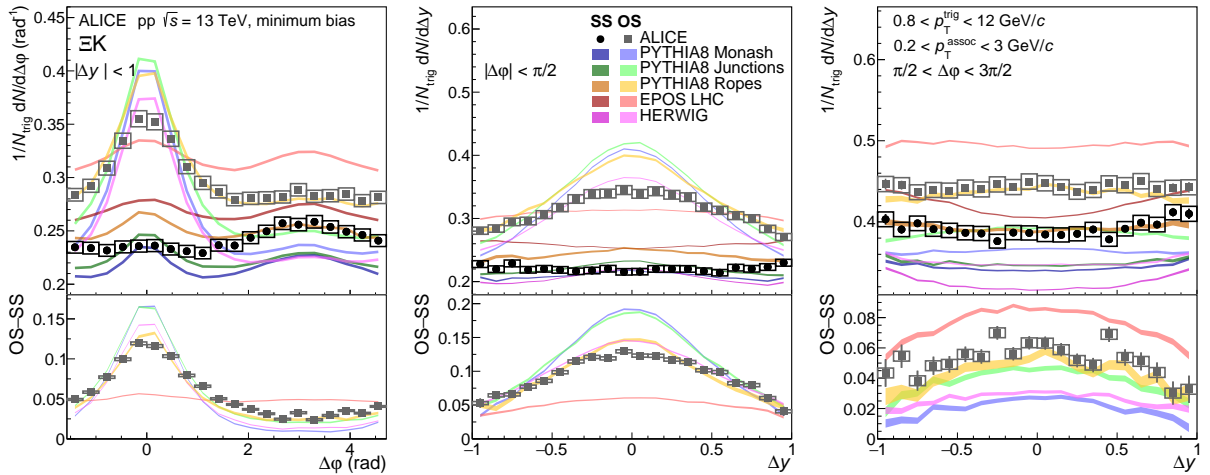 ALICE pp √s = 13 TeV, minimum bias
ΞK
|Δy| < 1
1/N_trig dN/dΔφ (rad⁻¹)
0.45
0.4
0.35
0.3
0.25
0.2
OS–SS
0.15
0.1
0.05
0
0 2 4
Δφ (rad)
1/N_trig dN/dΔy
0.6
0.5
0.4
0.3
0.2
|Δφ| < π/2
SS OS
ALICE
PYTHIA8 Monash
PYTHIA8 Junctions
PYTHIA8 Ropes
EPOS LHC
HERWIG
OS–SS
0.2
0.15
0.1
0.05
0
−1 −0.5 0 0.5 1
Δy
1/N_trig dN/dΔy
0.6
0.5
0.4
0.8 < p_T^trig < 12 GeV/c
0.2 < p_T^assoc < 3 GeV/c
π/2 < Δφ < 3π/2
OS–SS
0.08
0.06
0.04
0.02
0
−1 −0.5 0 0.5 1
Δy